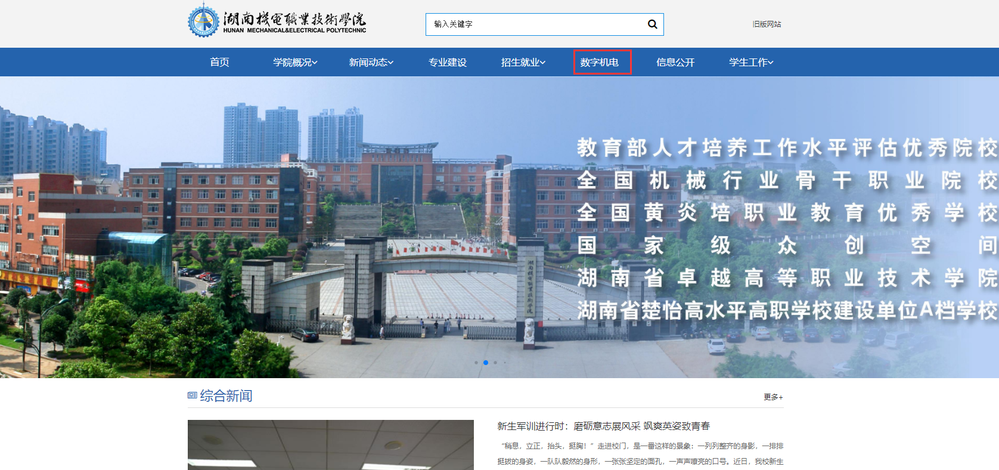 湖南機電職業技術學院
HUNAN MECHANICAL&ELECTRICAL POLYTECHNIC
输入关键字
旧版网站
首页 学院概况 新闻动态 专业建设 招生就业 数字机电 信息公开 学生工作
教育部人才培养工作水平评估优秀院校
全国机械行业骨干职业院校
全国黄炎培职业教育优秀学校
国家级众创空间
湖南省卓越高等职业技术学院
湖南省楚怡高水平高职学校建设单位A档学校
湖南機電職業技術學院
综合新闻
更多+
新生军训进行时：磨砺意志展风采 飒爽英姿致青春
“稍息，立正，抬头，挺胸！”走进校门，是一番这样的景象：一列列整齐的身影，一排排
挺拔的身姿，一队队毅然的身形，一张张坚定的面孔，一声声嘹亮的口号。近日，我校新生